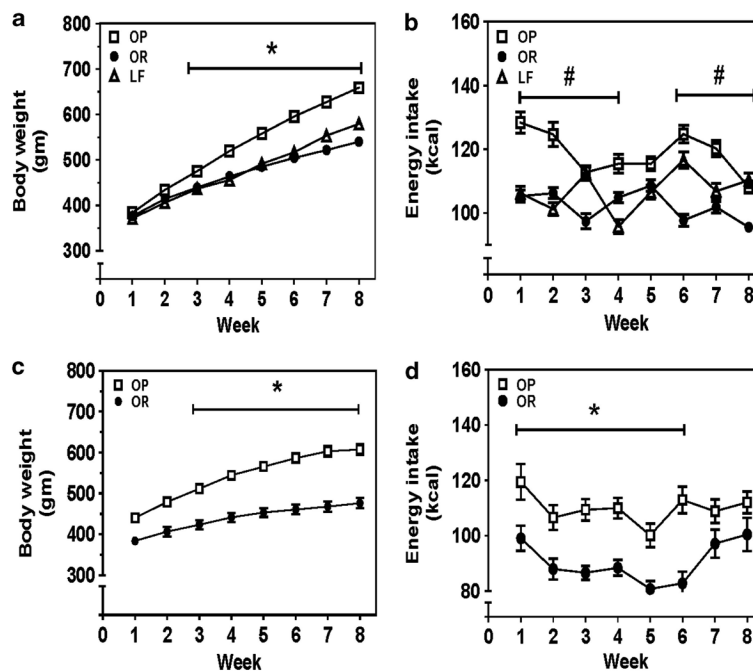 a
800
700
600
500
400
300
0 1 2 3 4 5 6 7 8
Week
Body weight
(gm)
OP
OR
LF
*
b
160
140
120
100
0 1 2 3 4 5 6 7 8
Week
Energy intake
(kcal)
OP
OR
LF
# #
c
800
700
600
500
400
300
0 1 2 3 4 5 6 7 8
Week
Body weight
(gm)
OP
OR
*
d
160
140
120
100
80
0 1 2 3 4 5 6 7 8
Week
Energy intake
(kcal)
OP
OR
*